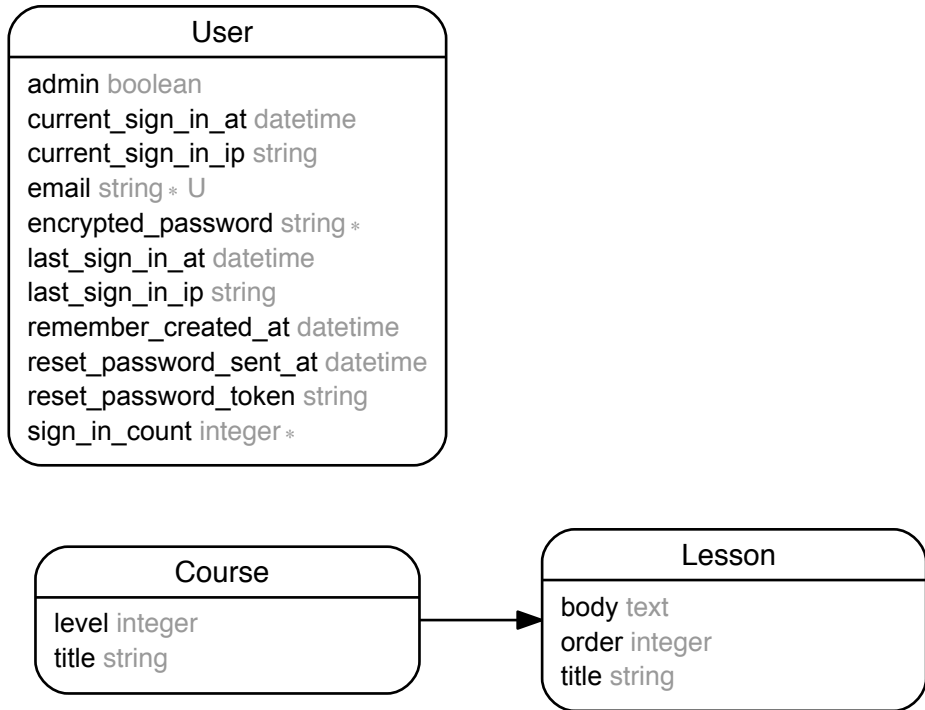 User
admin boolean
current_sign_in_at datetime
current_sign_in_ip string
email string * U
encrypted_password string *
last_sign_in_at datetime
last_sign_in_ip string
remember_created_at datetime
reset_password_sent_at datetime
reset_password_token string
sign_in_count integer *
Course
level integer
title string
Lesson
body text
order integer
title string